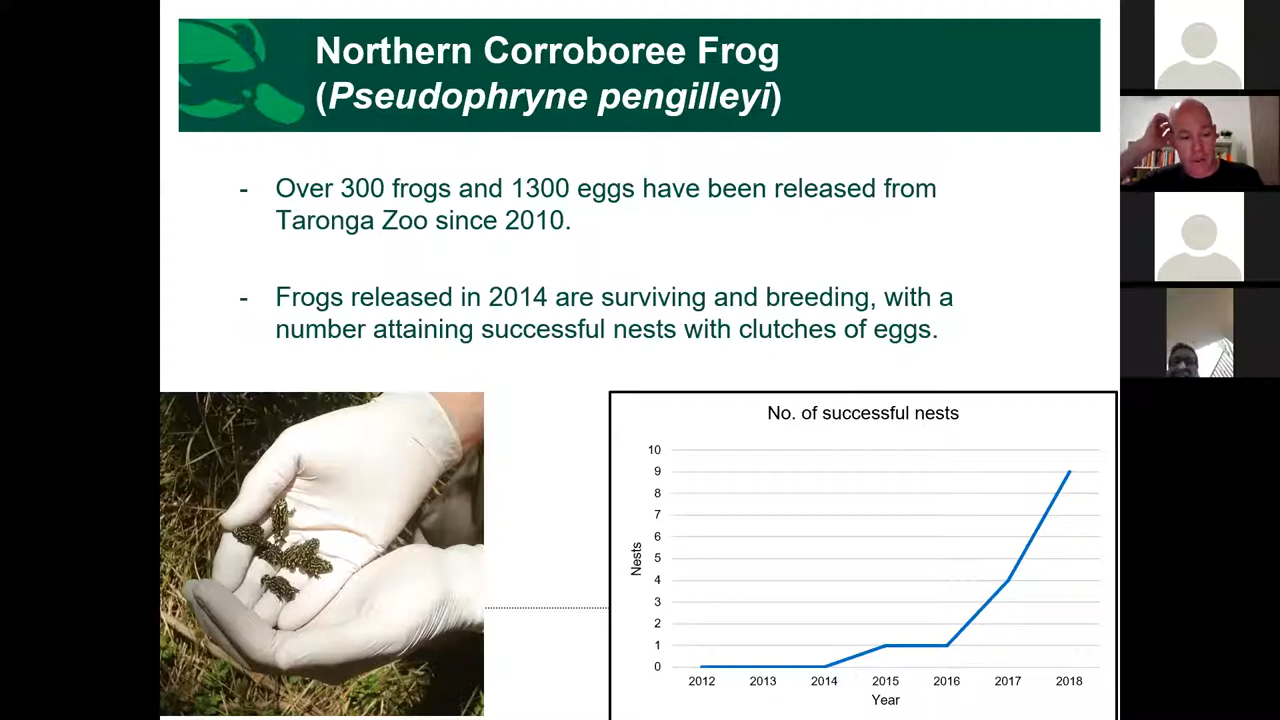 Northern Corroboree Frog
(Pseudophryne pengilleyi)
- Over 300 frogs and 1300 eggs have been released from
Taronga Zoo since 2010.
- Frogs released in 2014 are surviving and breeding, with a
number attaining successful nests with clutches of eggs.
No. of successful nests
10
9
8
7
6
5
4
3
2
1
0
Nests
2012 2013 2014 2015 2016 2017 2018
Year